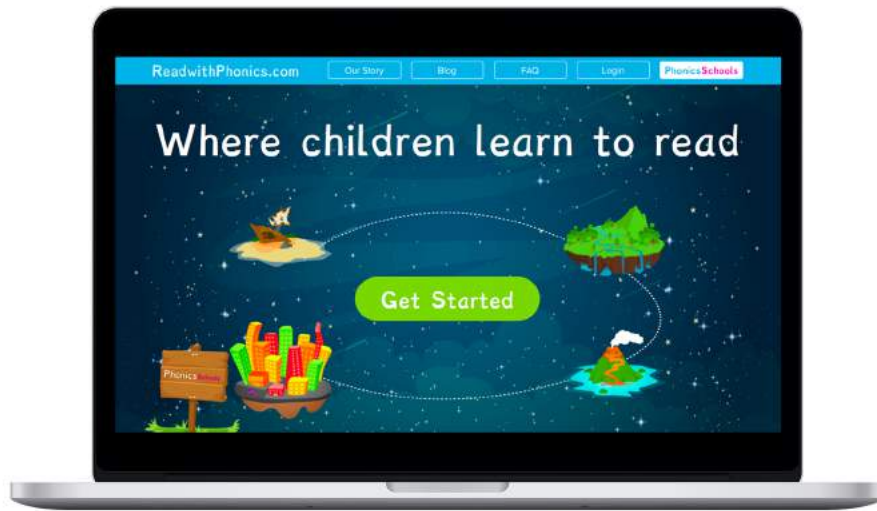 ReadwithPhonics.com Our Story Blog FAQ Login PhonicsSchools
Where children learn to read
Get Started
PhonicsSchools